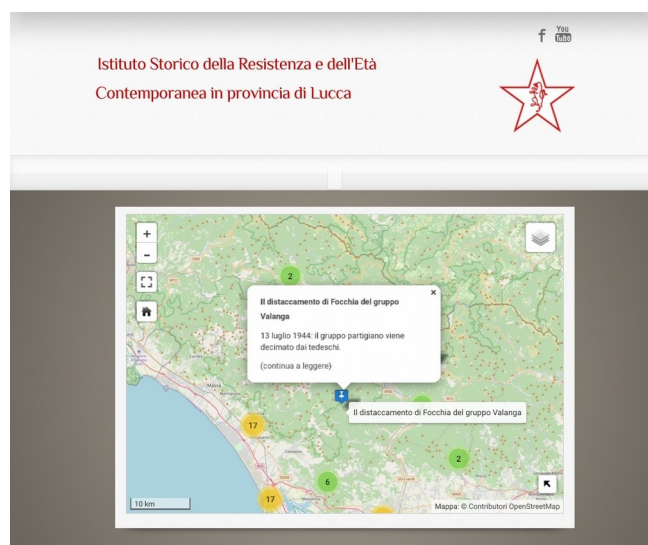 f You Tube
Istituto Storico della Resistenza e dell'Età
Contemporanea in provincia di Lucca
+
-
2
×
Il distaccamento di Focchia del gruppo
Valanga
13 luglio 1944: il gruppo partigiano viene
decimato dai tedeschi.
(continua a leggere)
Massa
Il distaccamento di Focchia del gruppo Valanga
17
2
6
17
10 km
Mappa: © Contributori OpenStreetMap